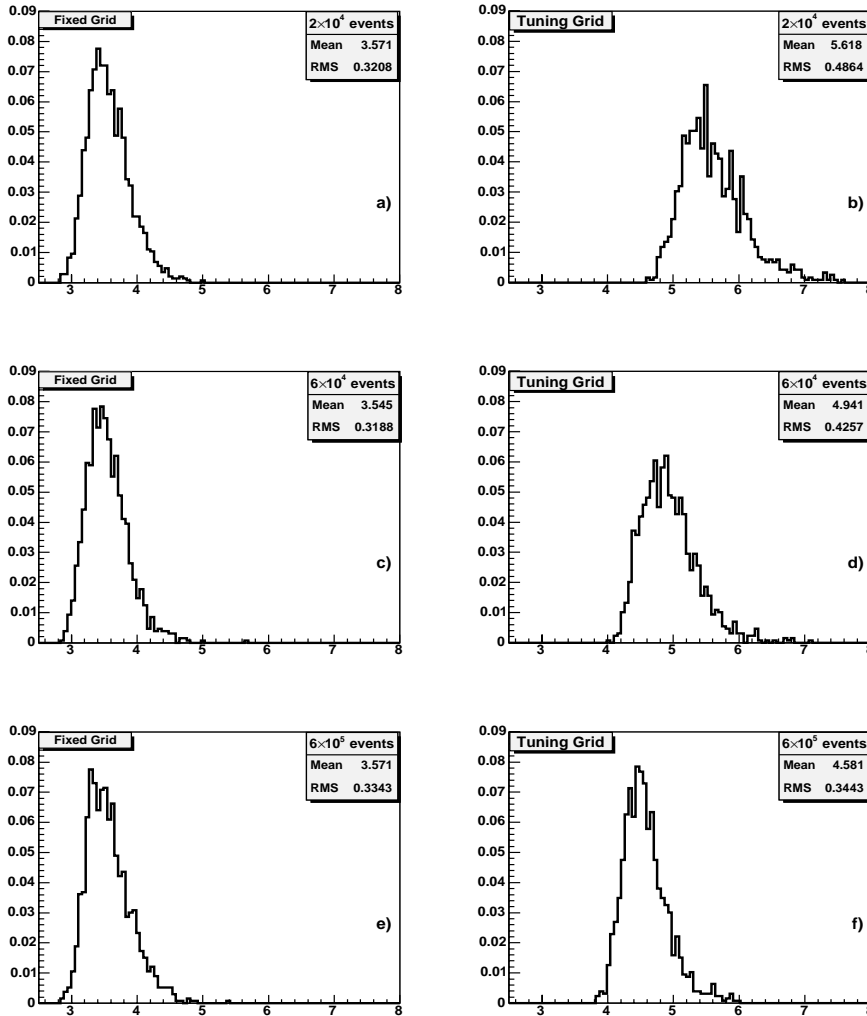 Fixed Grid
2×10⁴ events
Mean 3.571
RMS 0.3208
0.09
0.08
0.07
0.06
0.05
0.04
0.03
0.02
0.01
0
a)
3 4 5 6 7 8
Tuning Grid
2×10⁴ events
Mean 5.618
RMS 0.4864
0.09
0.08
0.07
0.06
0.05
0.04
0.03
0.02
0.01
0
b)
3 4 5 6 7
Fixed Grid
6×10⁴ events
Mean 3.545
RMS 0.3188
0.09
0.08
0.07
0.06
0.05
0.04
0.03
0.02
0.01
0
c)
3 4 5 6 7 8
Tuning Grid
6×10⁴ events
Mean 4.941
RMS 0.4257
0.09
0.08
0.07
0.06
0.05
0.04
0.03
0.02
0.01
0
d)
3 4 5 6 7
Fixed Grid
6×10⁵ events
Mean 3.571
RMS 0.3343
0.09
0.08
0.07
0.06
0.05
0.04
0.03
0.02
0.01
0
e)
3 4 5 6 7 8
Tuning Grid
6×10⁵ events
Mean 4.581
RMS 0.3443
0.09
0.08
0.07
0.06
0.05
0.04
0.03
0.02
0.01
0
f)
3 4 5 6 7